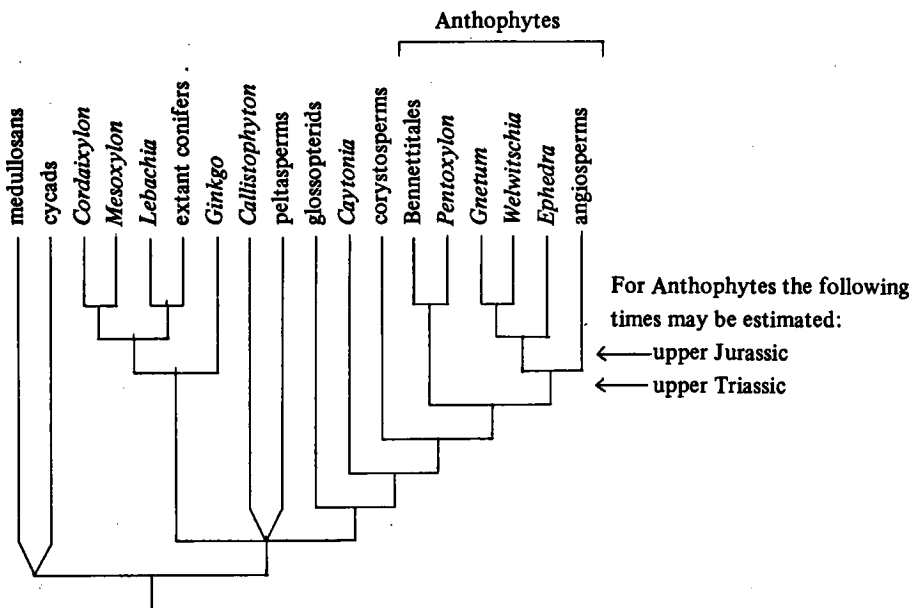 Anthophytes
medullosans
cycads
Cordaixylon
Mesoxylon
Lebachia
extant conifers
Ginkgo
Callistophyton
peltasperms
glossopterids
Caytonia
corystosperms
Bennettitales
Pentoxylon
Gnetum
Welwitschia
Ephedra
angiosperms
For Anthophytes the following
times may be estimated:
upper Jurassic
upper Triassic